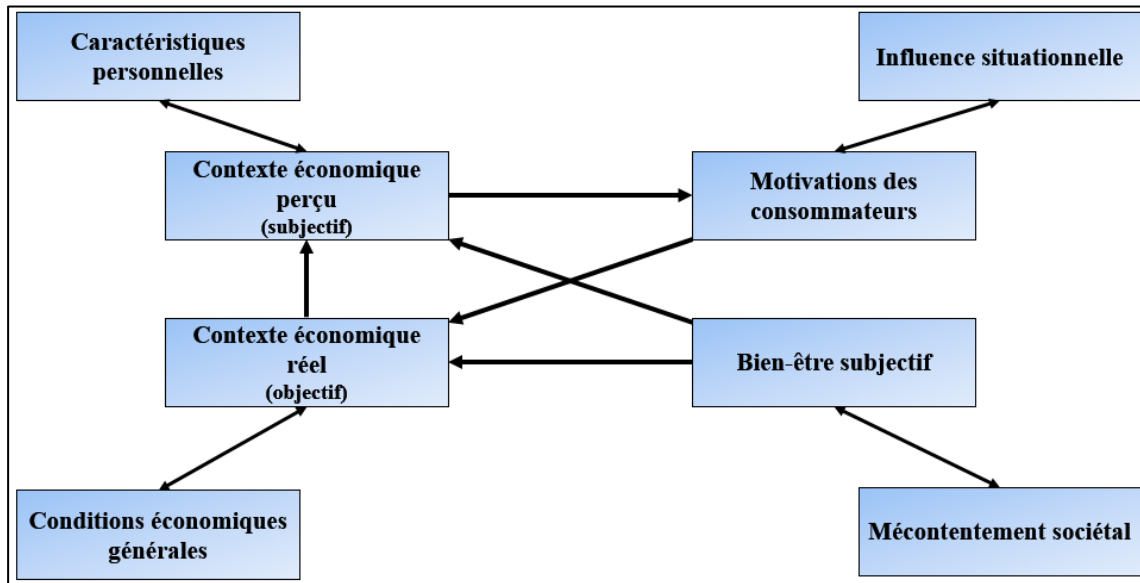 Caractéristiques
personnelles
Influence situationnelle
Contexte économique
perçu
(subjectif)
Motivations des
consommateurs
Contexte économique
réel
(objectif)
Bien-être subjectif
Conditions économiques
générales
Mécontentement sociétal